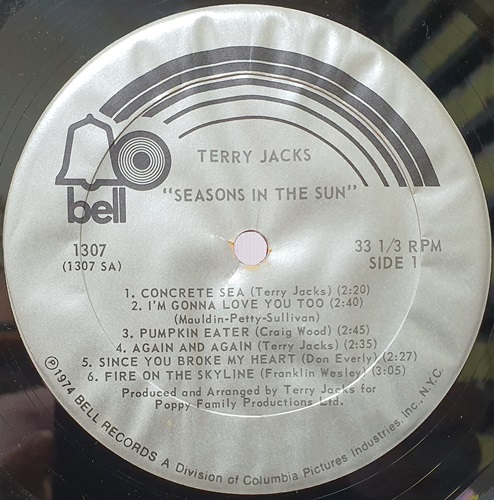 TERRY JACKS
"SEASONS IN THE SUN"
bell
1307
(1307 SA)
33 1/3 RPM
SIDE 1
1. CONCRETE SEA (Terry Jacks) (2:20)
2. I'M GONNA LOVE YOU TOO (2:40)
(Mauldin-Petty-Sullivan)
3. PUMPKIN EATER (Craig Wood) (2:45)
4. AGAIN AND AGAIN (Terry Jacks) (2:35)
5. SINCE YOU BROKE MY HEART (Don Everly) (2:27)
6. FIRE ON THE SKYLINE (Franklin Wesley) (3:05)
Produced and Arranged by Terry Jacks for
Poppy Family Productions Ltd.
Ⓟ1974 BELL RECORDS A Division of Columbia Pictures Industries, Inc., N.Y.C.